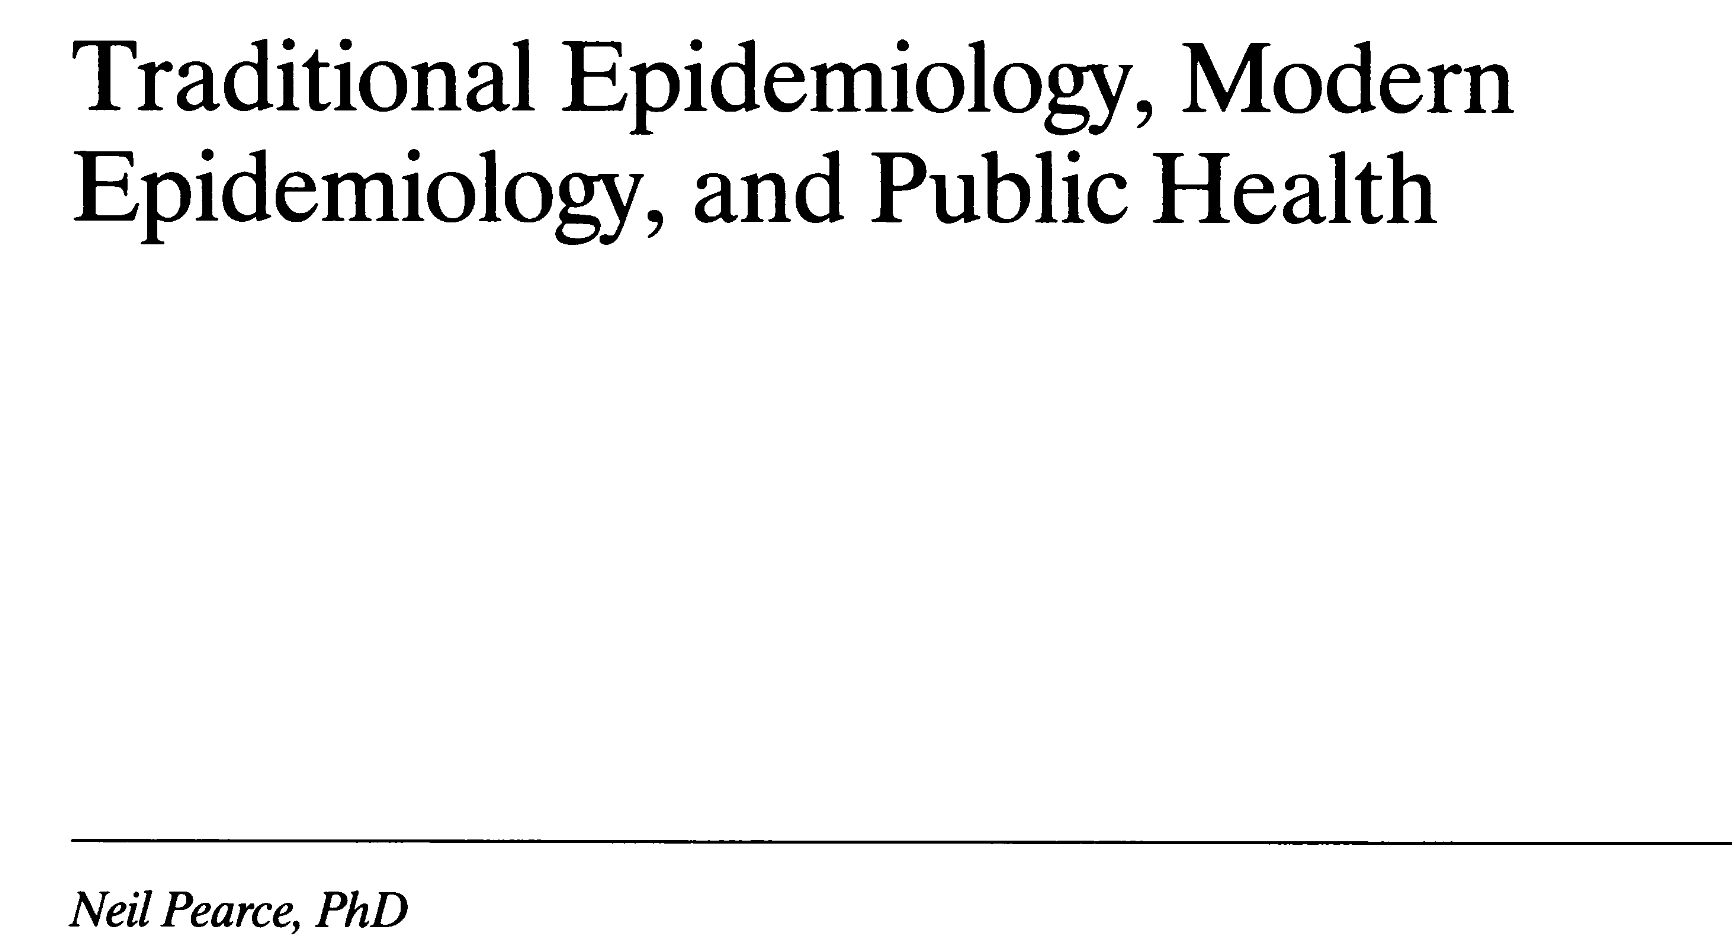 Traditional Epidemiology, Modern
Epidemiology, and Public Health
Neil Pearce, PhD